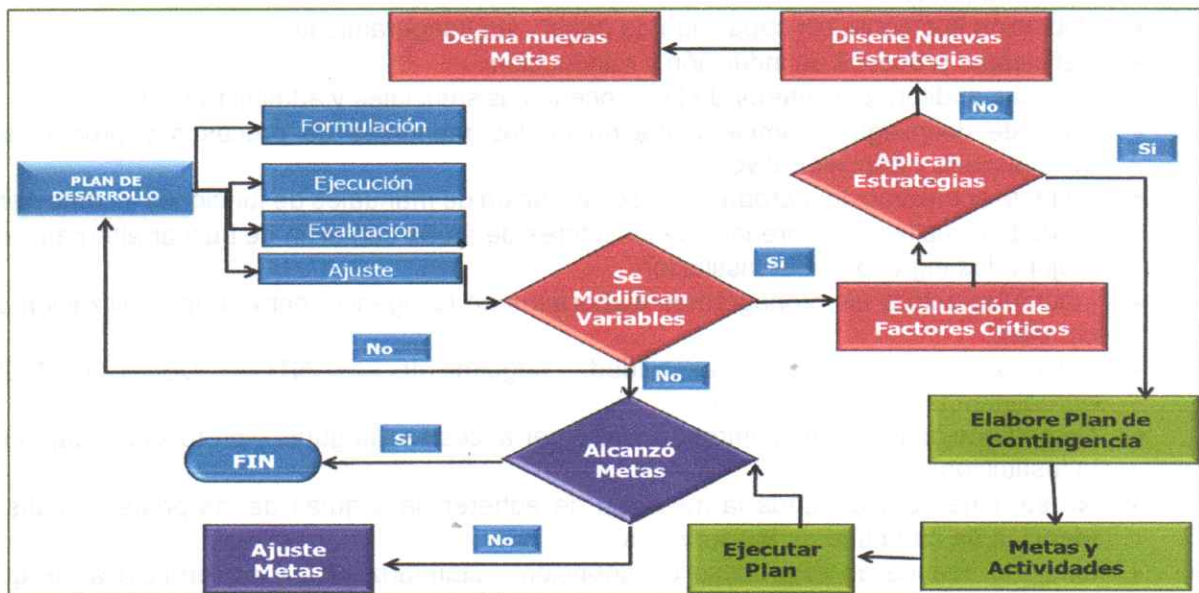 Defina nuevas
Metas
Diseñe Nuevas
Estrategias
No
Si
Formulación
PLAN DE
DESARROLLO
Ejecución
Aplican
Estrategias
Evaluación
Ajuste
Se
Modifican
Variables
Si
Evaluación de
Factores Críticos
No
No
Elabore Plan de
Contingencia
Si
FIN
Alcanzó
Metas
No
Ajuste
Metas
Ejecutar
Plan
Metas y
Actividades